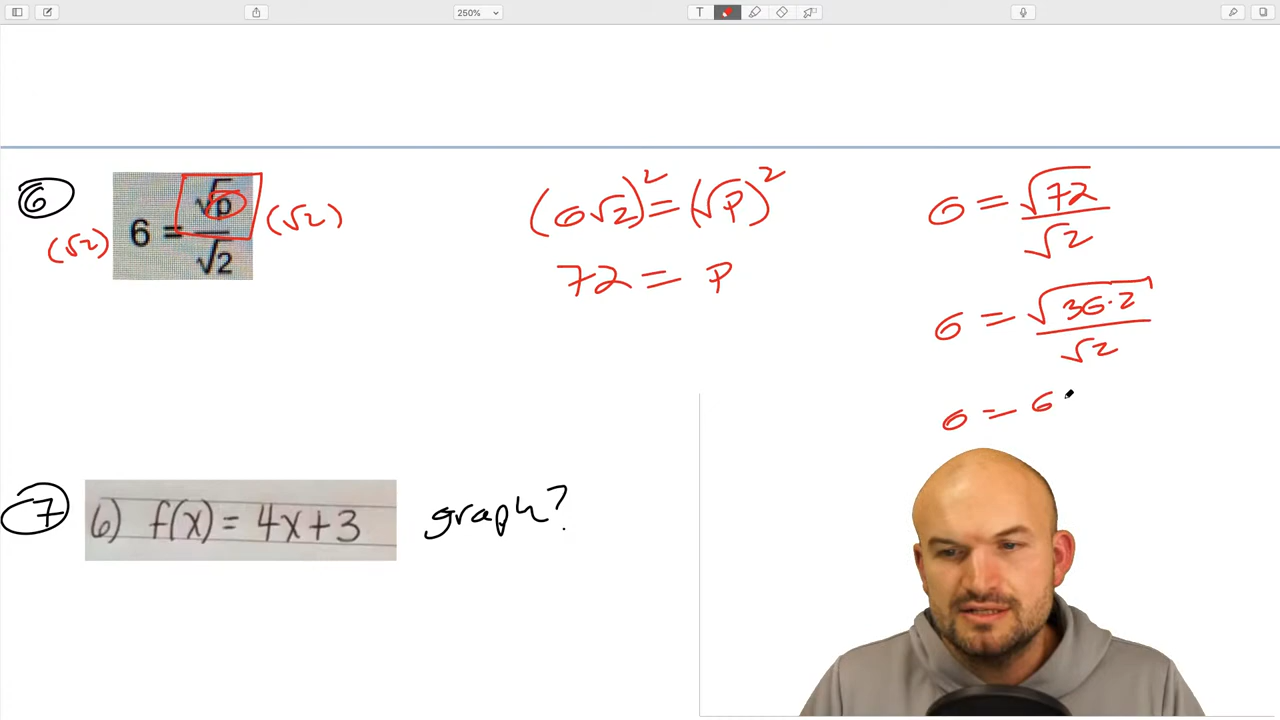 250%
T
6
6 = √p / √2
(√2) (√2)
(6√2)² = (√p)²
72 = p
6 = √72 / √2
6 = √36·2 / √2
6 = 6
7
6) f(x) = 4x+3
graph?